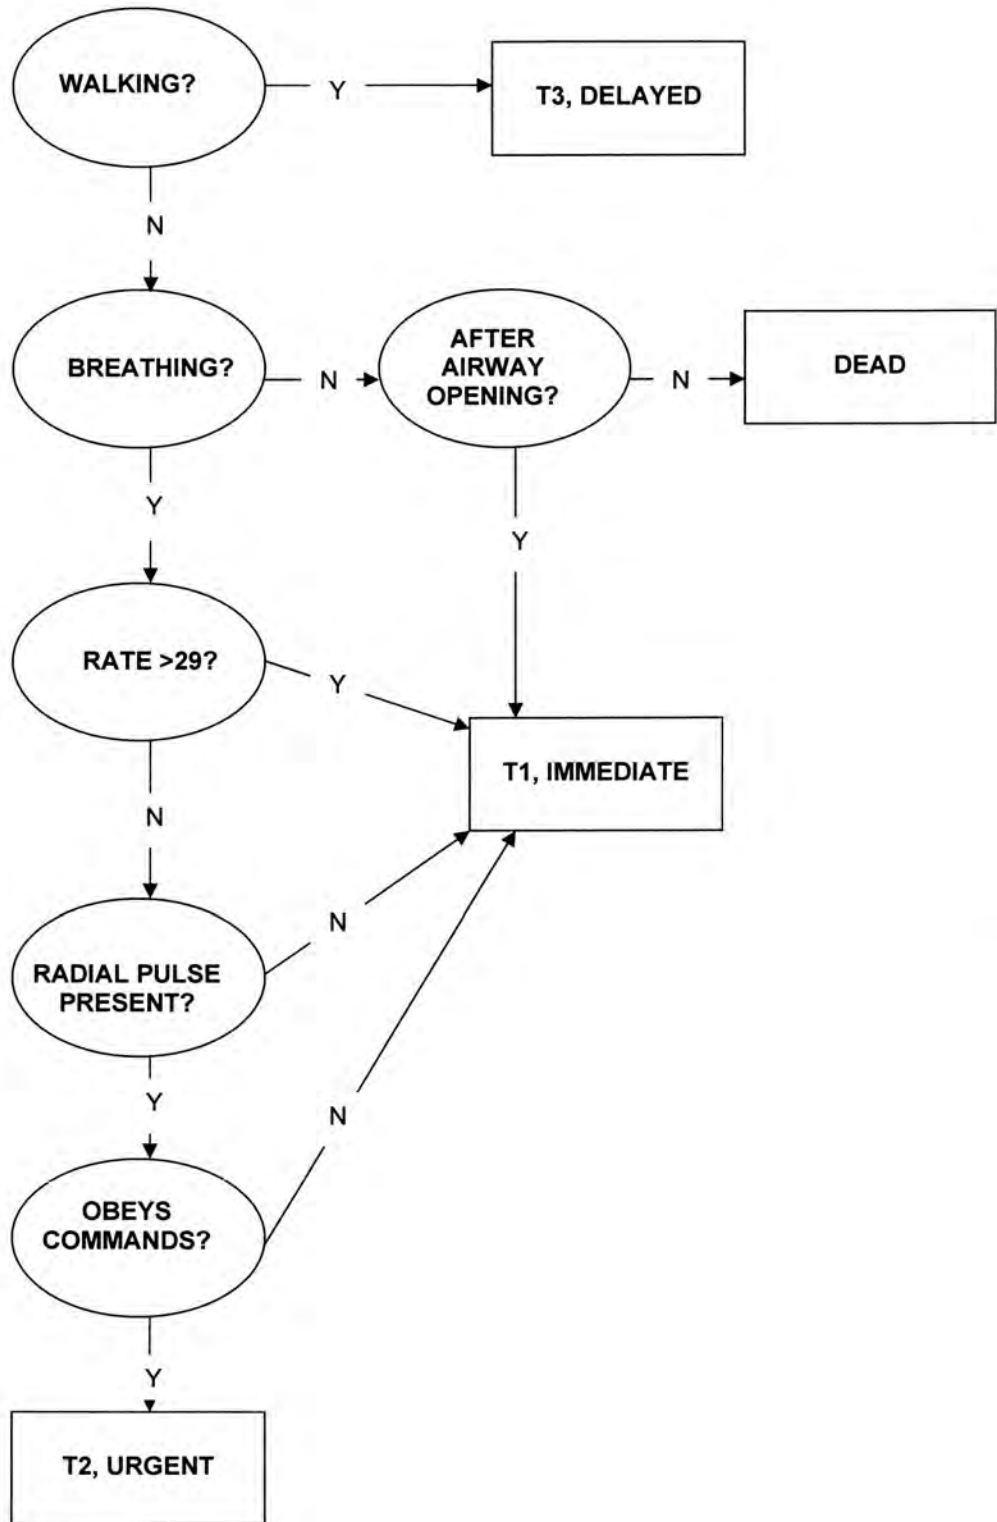 WALKING?
Y
T3, DELAYED
N
BREATHING?
N
AFTER
AIRWAY
OPENING?
N
DEAD
Y
Y
RATE >29?
Y
T1, IMMEDIATE
N
N
RADIAL PULSE
PRESENT?
Y
N
OBEYS
COMMANDS?
Y
T2, URGENT